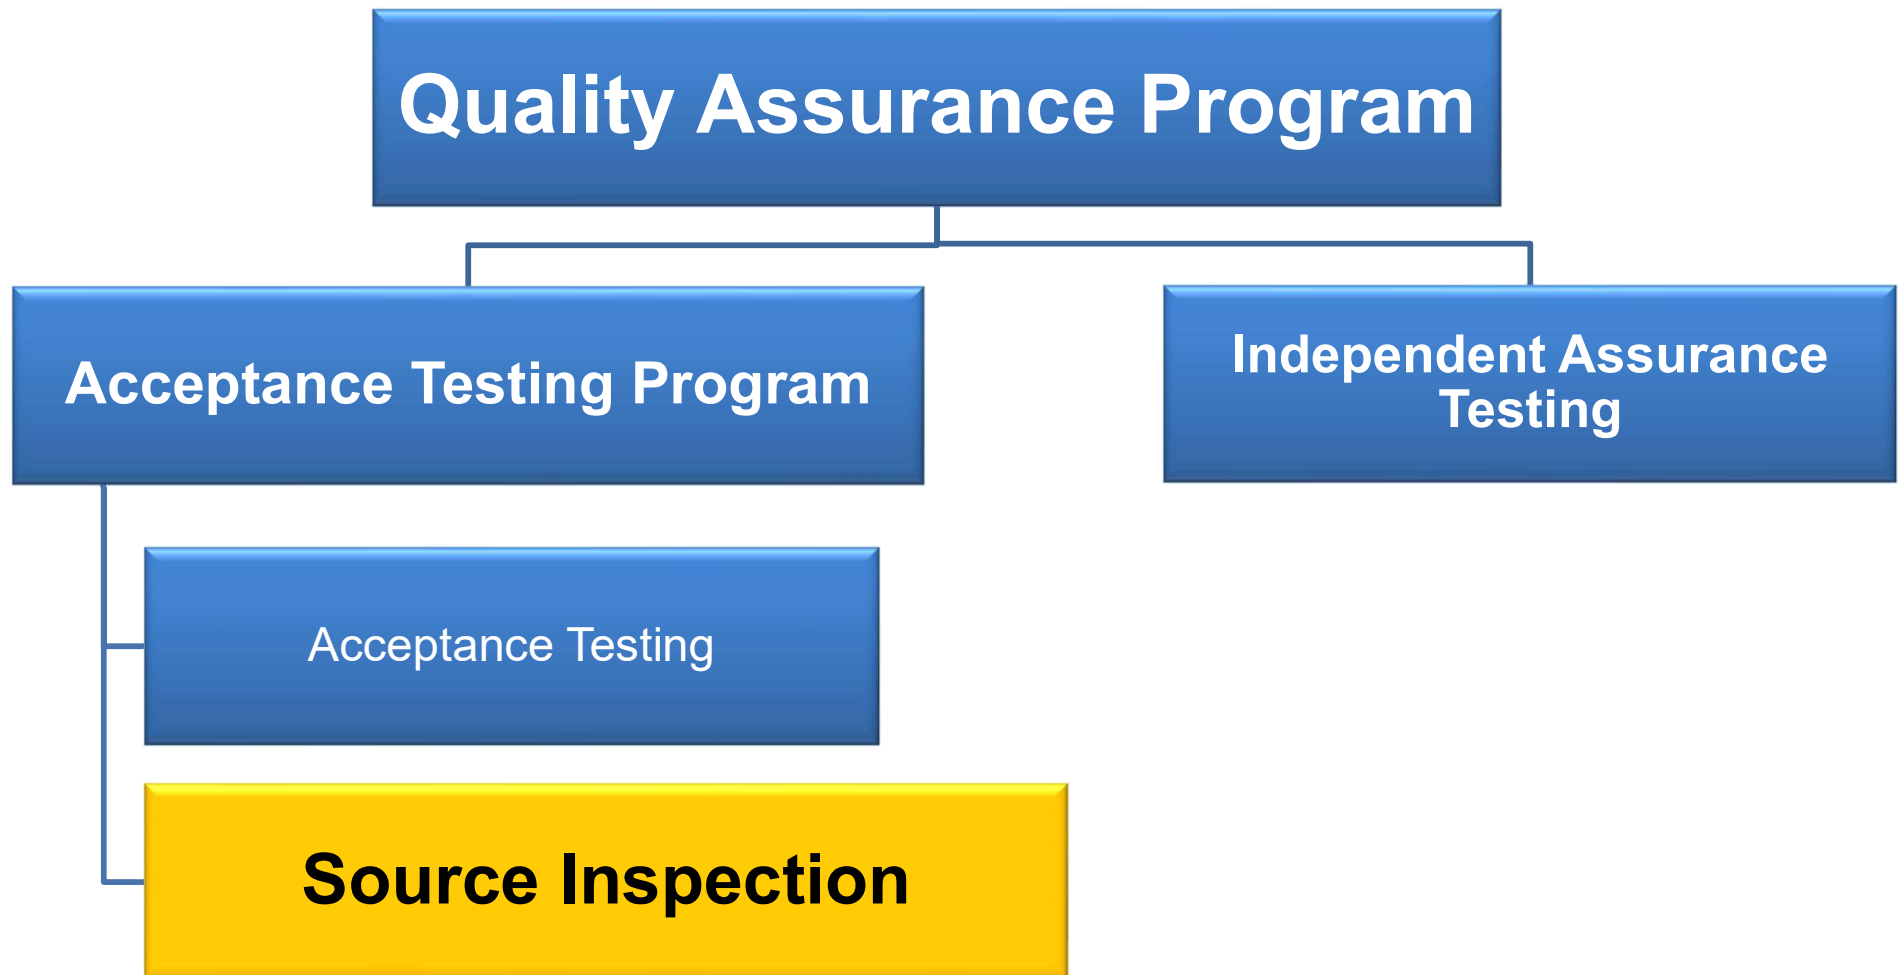 Quality Assurance Program
Acceptance Testing Program
Independent Assurance
Testing
Acceptance Testing
Source Inspection